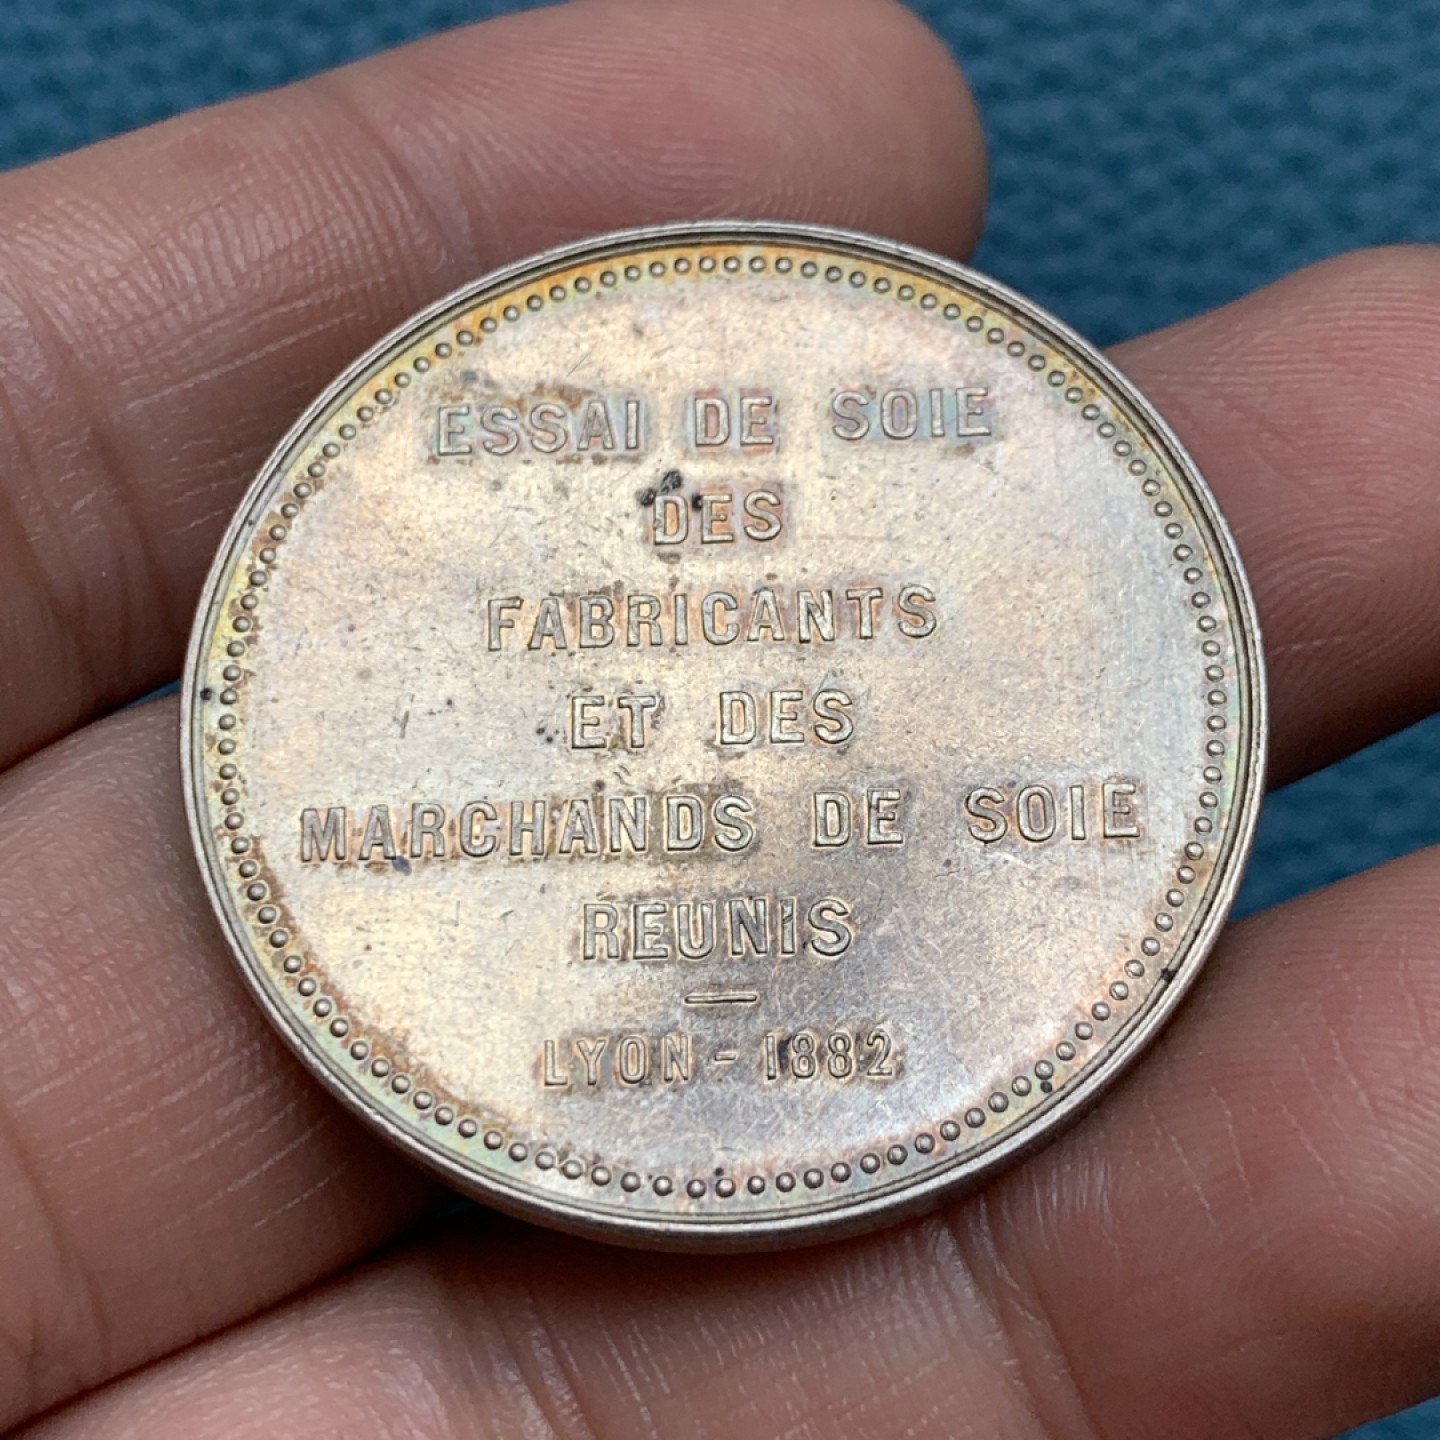 ESSAI DE SOIE
DES
FABRICANTS
ET DES
MARCHANDS DE SOIE
REUNIS
LYON - 1882